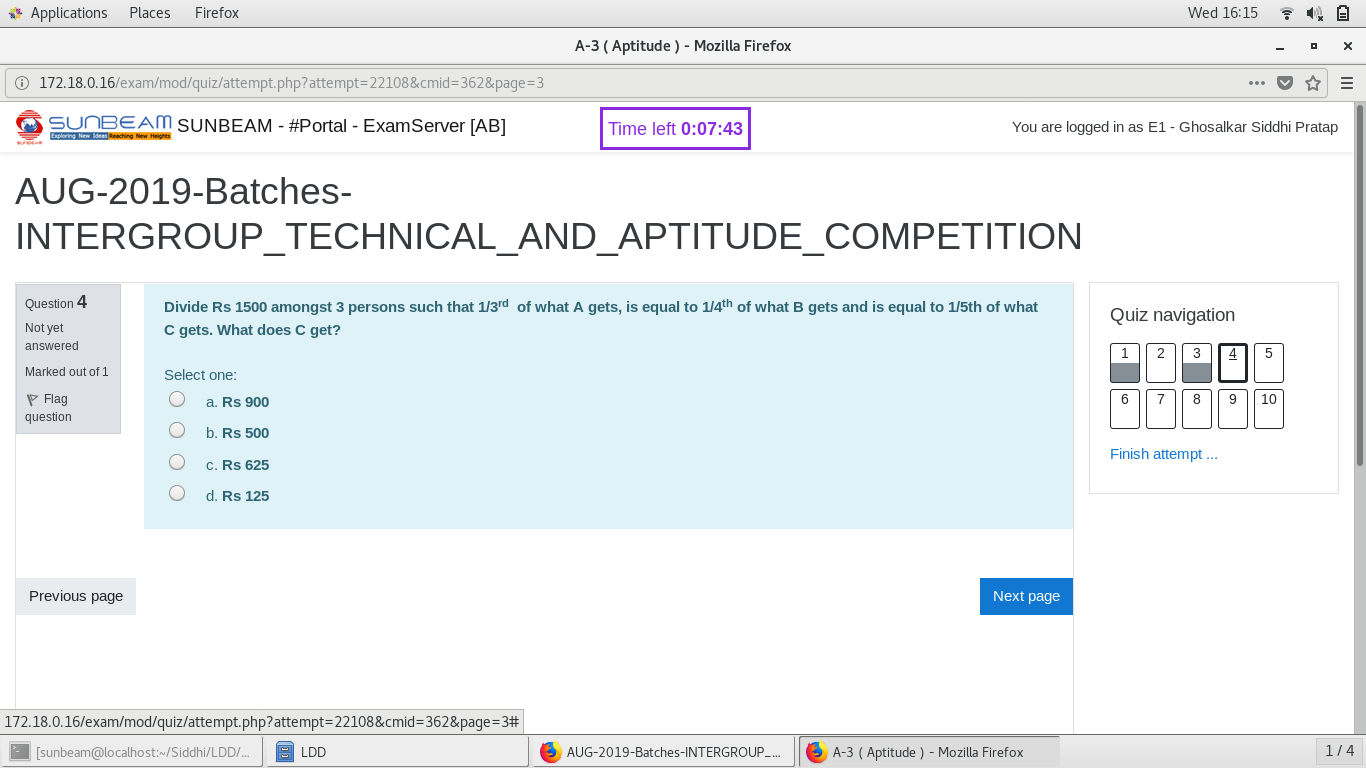 Applications Places Firefox Wed 16:15
A-3 ( Aptitude ) - Mozilla Firefox
172.18.0.16/exam/mod/quiz/attempt.php?attempt=22108&cmid=362&page=3
SUNBEAM
Exploring New Ideas Reaching New Heights
SUNBEAM
SUNBEAM - #Portal - ExamServer [AB]
Time left 0:07:43
You are logged in as E1 - Ghosalkar Siddhi Pratap
AUG-2019-Batches-
INTERGROUP_TECHNICAL_AND_APTITUDE_COMPETITION
Question 4
Not yet
answered
Marked out of 1
Flag
question
Divide Rs 1500 amongst 3 persons such that 1/3rd of what A gets, is equal to 1/4th of what B gets and is equal to 1/5th of what
C gets. What does C get?
Select one:
a. Rs 900
b. Rs 500
c. Rs 625
d. Rs 125
Previous page
Next page
Quiz navigation
1 2 3 4 5
6 7 8 9 10
Finish attempt ...
172.18.0.16/exam/mod/quiz/attempt.php?attempt=22108&cmid=362&page=3#
[sunbeam@localhost:~/Siddhi/LDD/... LDD AUG-2019-Batches-INTERGROUP_... A-3 ( Aptitude ) - Mozilla Firefox 1 / 4